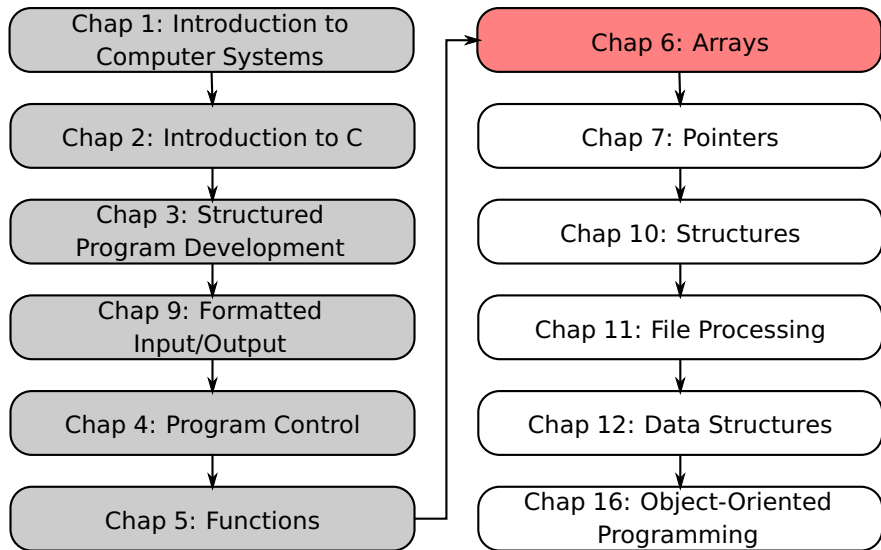 Chap 1: Introduction to
Computer Systems
Chap 2: Introduction to C
Chap 3: Structured
Program Development
Chap 9: Formatted
Input/Output
Chap 4: Program Control
Chap 5: Functions
Chap 6: Arrays
Chap 7: Pointers
Chap 10: Structures
Chap 11: File Processing
Chap 12: Data Structures
Chap 16: Object-Oriented
Programming